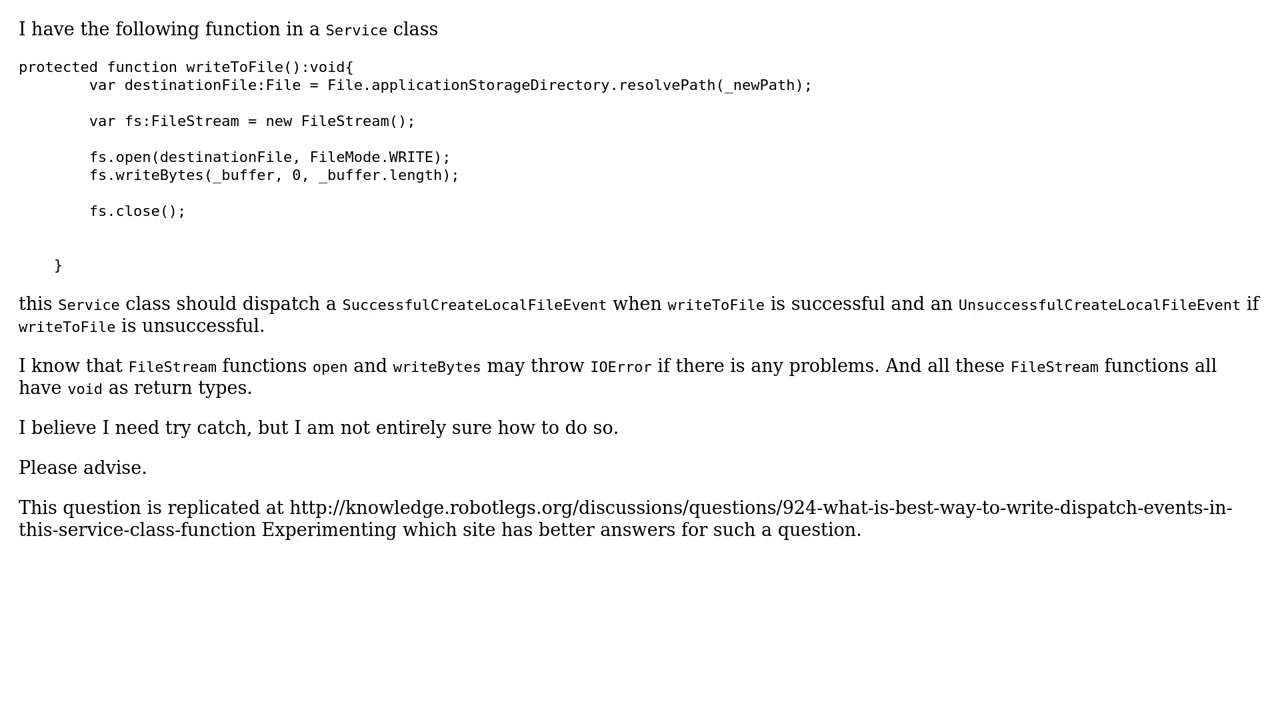 I have the following function in a Service class
protected function writeToFile():void{
        var destinationFile:File = File.applicationStorageDirectory.resolvePath(_newPath);
        var fs:FileStream = new FileStream();
        fs.open(destinationFile, FileMode.WRITE);
        fs.writeBytes(_buffer, 0, _buffer.length);
        fs.close();
    }
this Service class should dispatch a SuccessfulCreateLocalFileEvent when writeToFile is successful and an UnsuccessfulCreateLocalFileEvent if
writeToFile is unsuccessful.
I know that FileStream functions open and writeBytes may throw IOError if there is any problems. And all these FileStream functions all
have void as return types.
I believe I need try catch, but I am not entirely sure how to do so.
Please advise.
This question is replicated at http://knowledge.robotlegs.org/discussions/questions/924-what-is-best-way-to-write-dispatch-events-in-
this-service-class-function Experimenting which site has better answers for such a question.